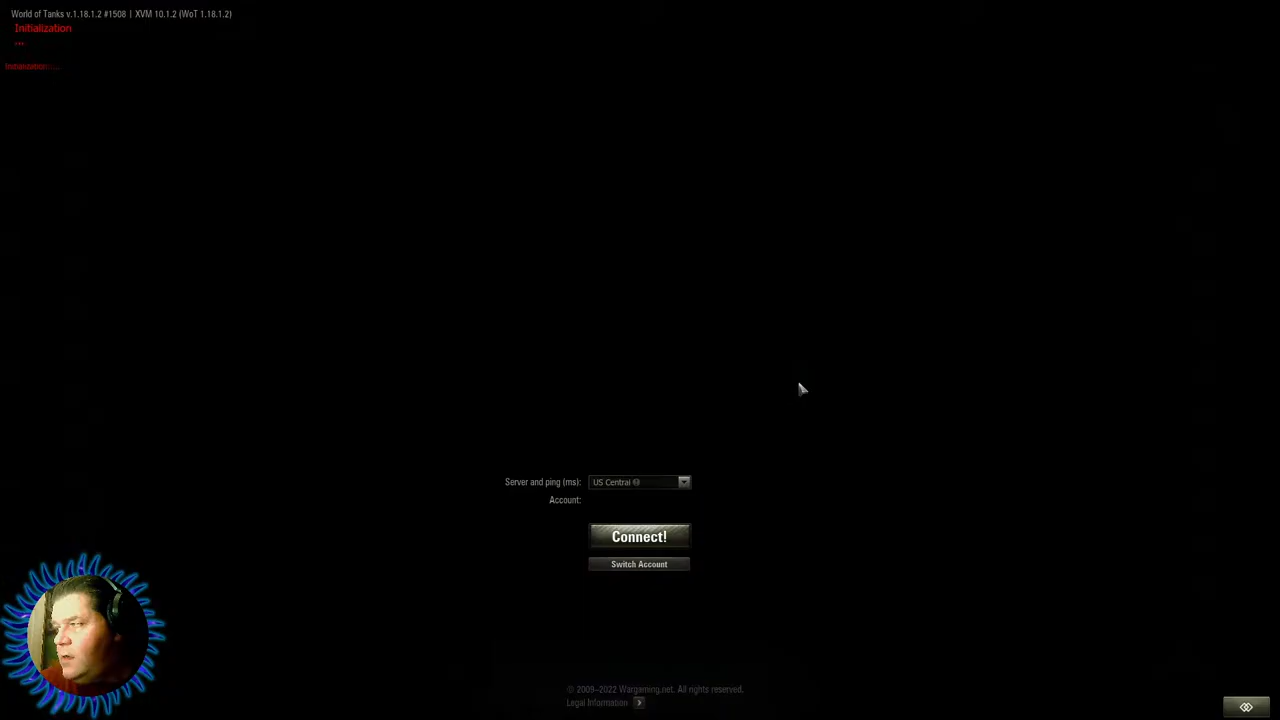 World of Tanks v.1.18.1.2 #1508 | XVM 10.1.2 (WoT 1.18.1.2)
Initialization
...
Initialization: ...
Server and ping (ms): US Central
Account:
Connect!
Switch Account
© 2009–2022 Wargaming.net. All rights reserved.
Legal Information